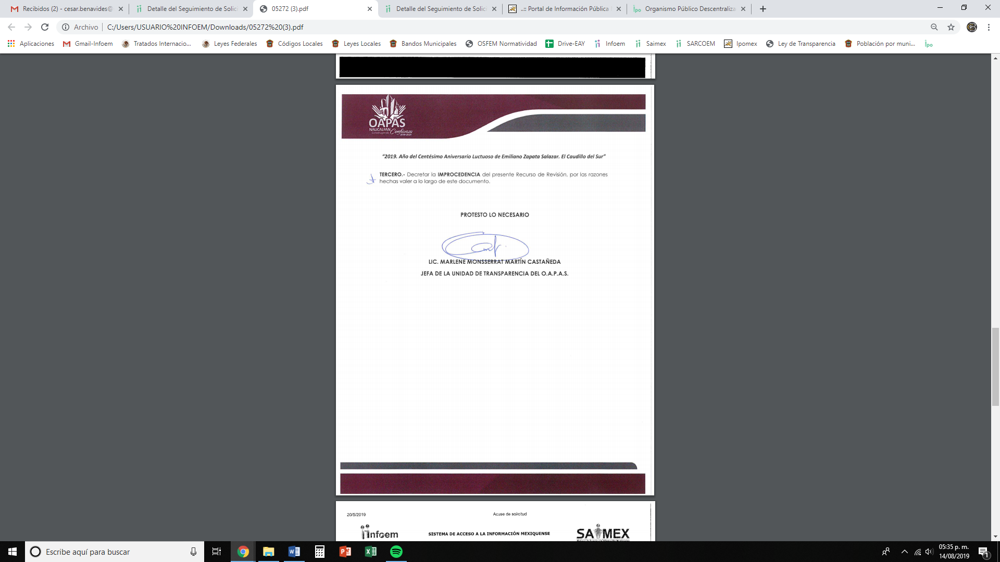 Recibidos (2) - cesar.benavides@
Detalle del Seguimiento de Solici
05272 (3).pdf
Detalle del Seguimiento de Solici
..:: Portal de Información Pública
Organismo Público Descentraliza
Archivo
C:/Users/USUARIO%20INFOEM/Downloads/05272%20(3).pdf
Aplicaciones
Gmail-Infoem
Tratados Internacio...
Leyes Federales
Códigos Locales
Leyes Locales
Bandos Municipales
OSFEM Normatividad
Drive-EAY
Infoem
Saimex
SARCOEM
Ipomex
Ley de Transparencia
Población por muni...
OAPAS
NAUCALPAN
Construyendo Confianza
2019-2021
“2019. Año del Centésimo Aniversario Luctuoso de Emiliano Zapata Salazar. El Caudillo del Sur”
TERCERO.- Decretar la IMPROCEDENCIA del presente Recurso de Revisión, por las razones
hechas valer a lo largo de este documento.
PROTESTO LO NECESARIO
LIC. MARLENE MONSSERRAT MARTÍN CASTAÑEDA
JEFA DE LA UNIDAD DE TRANSPARENCIA DEL O.A.P.A.S.
20/5/2019
Acuse de solicitud
infoem
SISTEMA DE ACCESO A LA INFORMACIÓN MEXIQUENSE
SAIMEX
Escribe aquí para buscar
05:35 p. m.
14/08/2019
1